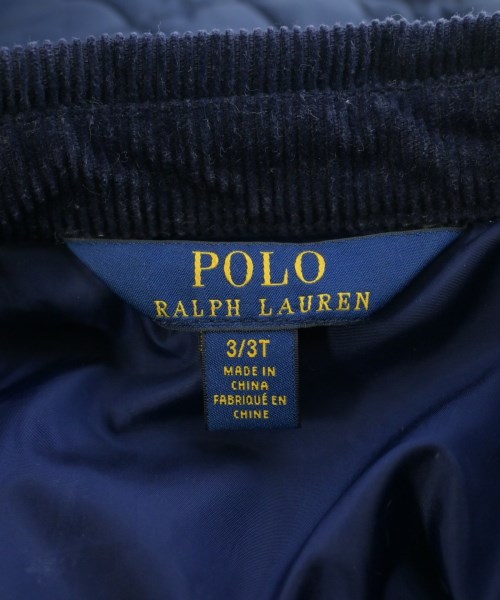 POLO
RALPH LAUREN
3/3T
MADE IN
CHINA
FABRIQUÉ EN
CHINE